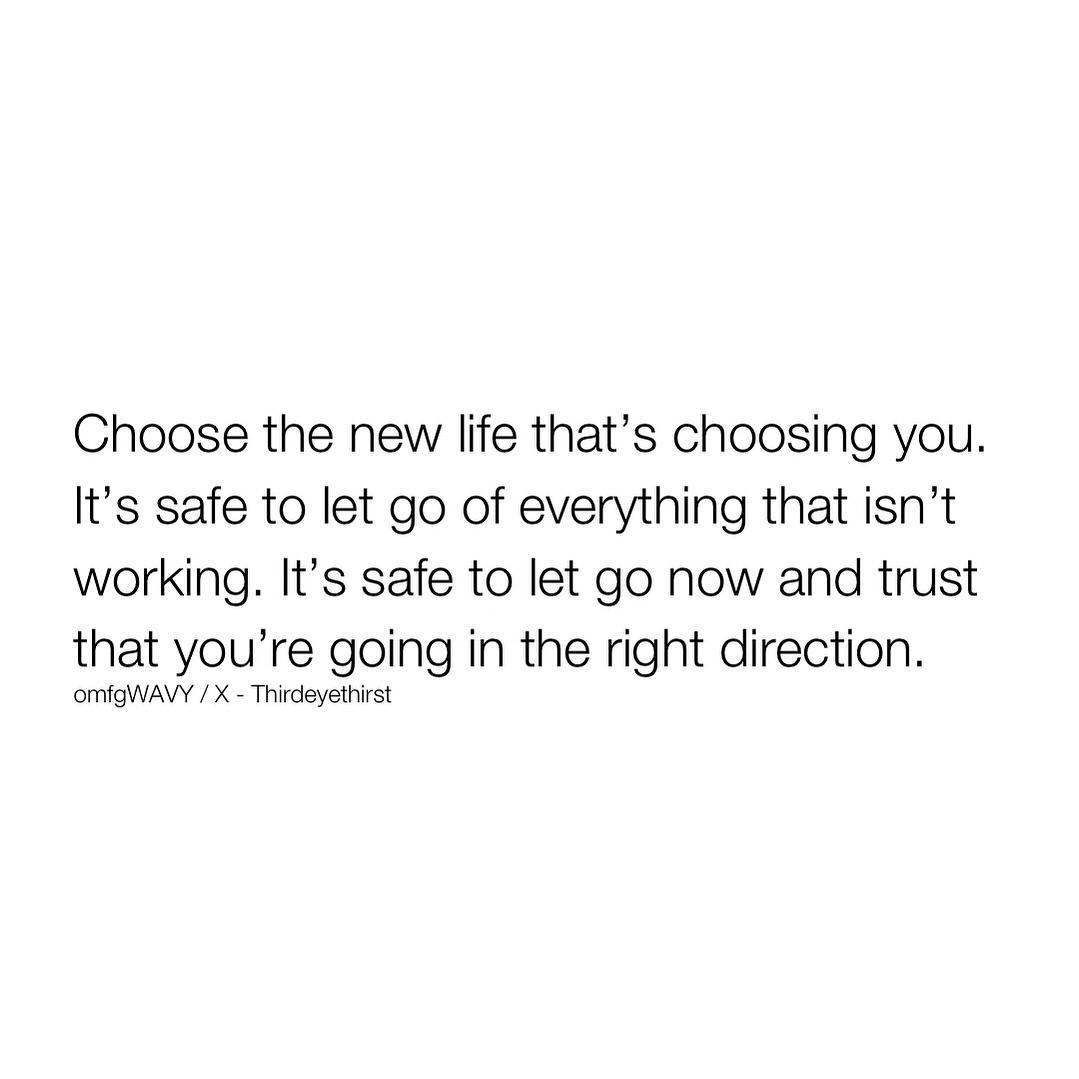 Choose the new life that’s choosing you.
It’s safe to let go of everything that isn’t
working. It’s safe to let go now and trust
that you’re going in the right direction.
omfgWAVY / X - Thirdeyethirst